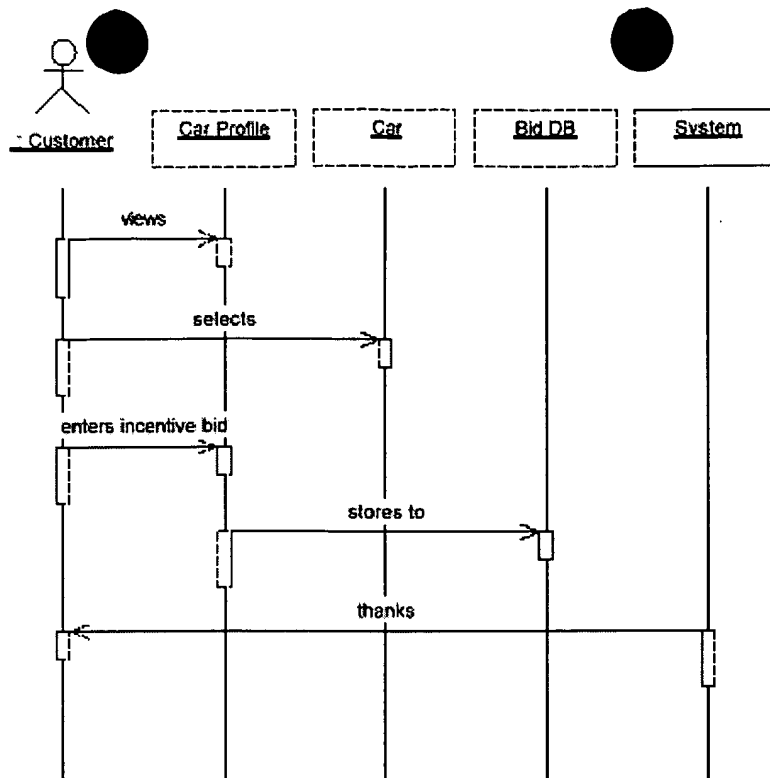 : Customer
Car Profile
Car
Bid DB
System
views
selects
enters incentive bid
stores to
thanks